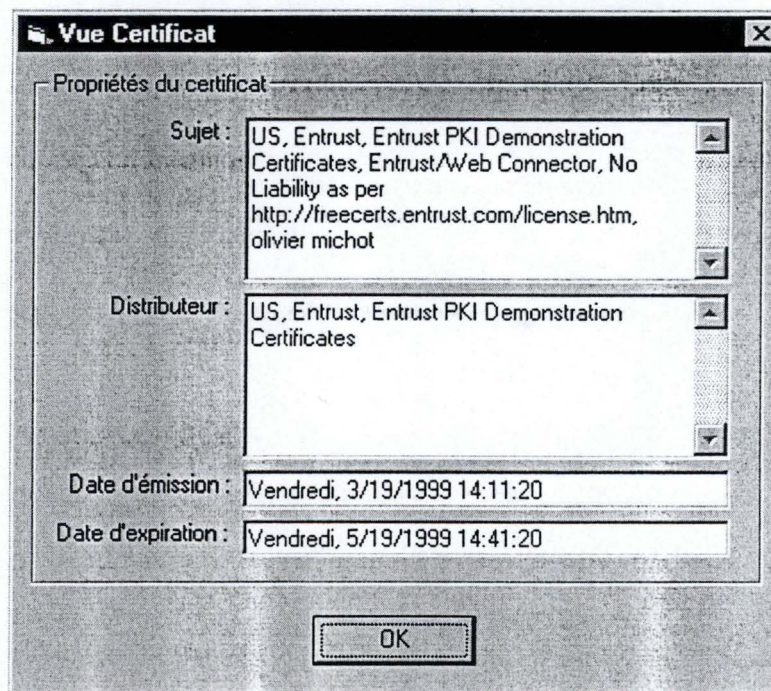 Vue Certificat
Propriétés du certificat
Sujet :
US, Entrust, Entrust PKI Demonstration
Certificates, Entrust/Web Connector, No
Liability as per
http://freecerts.entrust.com/license.htm,
olivier michot
Distributeur :
US, Entrust, Entrust PKI Demonstration
Certificates
Date d'émission :
Vendredi, 3/19/1999 14:11:20
Date d'expiration :
Vendredi, 5/19/1999 14:41:20
OK